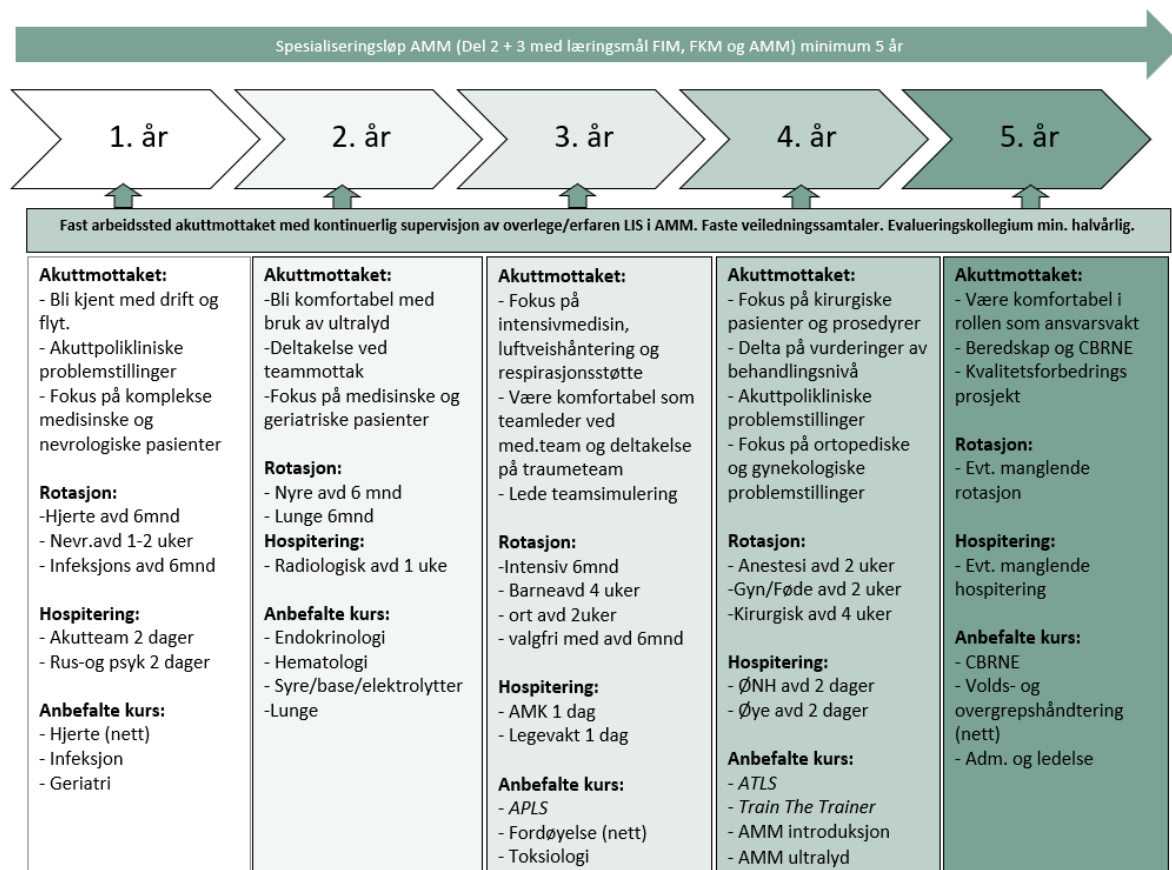 Spesialiseringsløp AMM (Del 2 + 3 med læringsmål FIM, FKM og AMM) minimum 5 år
1. år
2. år
3. år
4. år
5. år
Fast arbeidssted akuttmottaket med kontinuerlig supervisjon av overlege/erfaren LIS i AMM. Faste veiledningssamtaler. Evalueringskollegium min. halvårlig.
Akuttmottaket:
- Bli kjent med drift og
flyt.
- Akuttpolikliniske
problemstillinger
- Fokus på komplekse
medisinske og
nevrologiske pasienter
Rotasjon:
-Hjerte avd 6mnd
- Nevr.avd 1-2 uker
- Infeksjons avd 6mnd
Hospitering:
- Akutteam 2 dager
- Rus-og psyk 2 dager
Anbefalte kurs:
- Hjerte (nett)
- Infeksjon
- Geriatri
Akuttmottaket:
-Bli komfortabel med
bruk av ultralyd
-Deltakelse ved
teammottak
-Fokus på medisinske og
geriatriske pasienter
Rotasjon:
- Nyre avd 6 mnd
- Lunge 6mnd
Hospitering:
- Radiologisk avd 1 uke
Anbefalte kurs:
- Endokrinologi
- Hematologi
- Syre/base/elektrolytter
-Lunge
Akuttmottaket:
- Fokus på
intensivmedisin,
luftveishåntering og
respirasjonsstøtte
- Være komfortabel som
teamleder ved
med.team og deltakelse
på traumeteam
- Lede teamsimulering
Rotasjon:
-Intensiv 6mnd
- Barneavd 4 uker
- ort avd 2uker
- valgfri med avd 6mnd
Hospitering:
- AMK 1 dag
- Legevakt 1 dag
Anbefalte kurs:
- APLS
- Fordøyelse (nett)
- Toksiologi
Akuttmottaket:
- Fokus på kirurgiske
pasienter og prosedyrer
- Delta på vurderinger av
behandlingsnivå
- Akuttpolikliniske
problemstillinger
- Fokus på ortopediske
og gynekologiske
problemstillinger
Rotasjon:
- Anestesi avd 2 uker
-Gyn/Føde avd 2 uker
-Kirurgisk avd 4 uker
Hospitering:
- ØNH avd 2 dager
- Øye avd 2 dager
Anbefalte kurs:
- ATLS
- Train The Trainer
- AMM introduksjon
- AMM ultralyd
Akuttmottaket:
- Være komfortabel i
rollen som ansvarsvakt
- Beredskap og CBRNE
- Kvalitetsforbedrings
prosjekt
Rotasjon:
- Evt. manglende
rotasjon
Hospitering:
- Evt. manglende
hospitering
Anbefalte kurs:
- CBRNE
- Volds- og
overgrepshåndtering
(nett)
- Adm. og ledelse